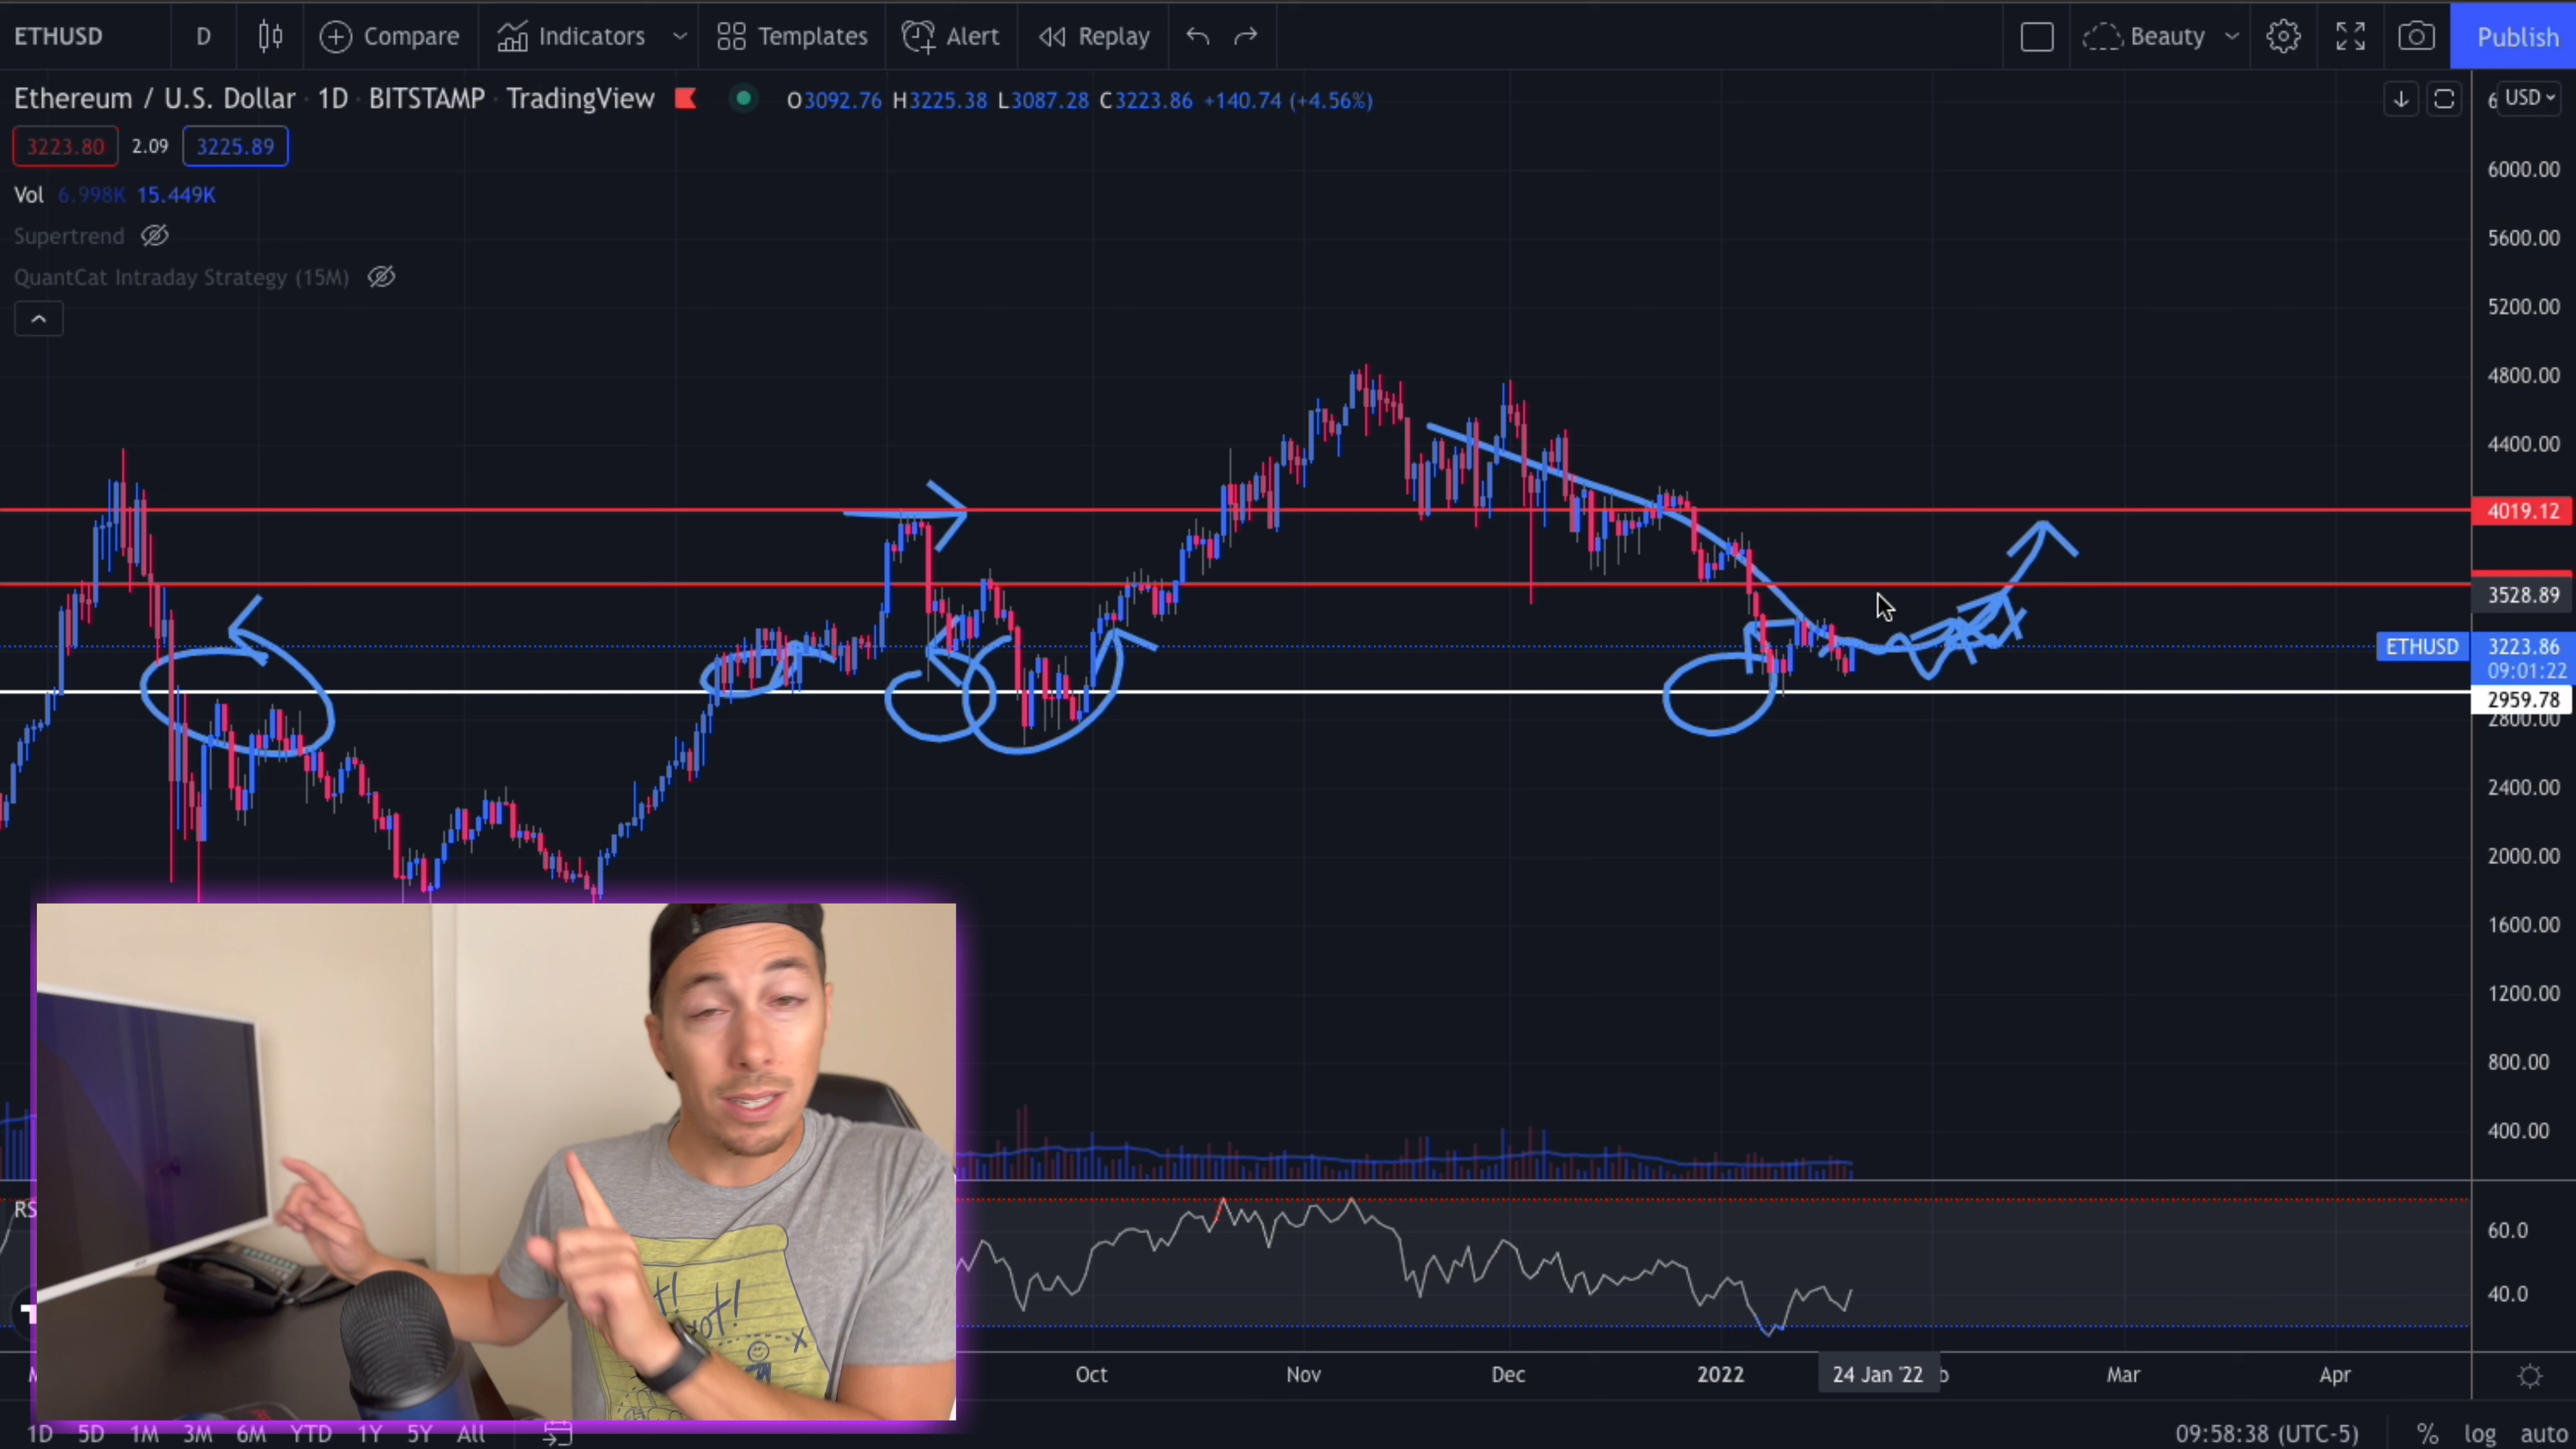 ETHUSD D Compare Indicators Templates Alert Replay Beauty Publish
Ethereum / U.S. Dollar · 1D · BITSTAMP · TradingView O3092.76 H3225.38 L3087.28 C3223.86 +140.74 (+4.56%)
USD
3223.80 2.09 3225.89
Vol 6.998K 15.449K
Supertrend
QuantCat Intraday Strategy (15M)
6000.00
5600.00
5200.00
4800.00
4400.00
4019.12
3528.89
ETHUSD 3223.86
09:01:22
2959.78
2800.00
2400.00
2000.00
1600.00
1200.00
800.00
400.00
60.0
40.0
Oct Nov Dec 2022 24 Jan '22 Mar Apr
1D 5D 1M 3M 6M YTD 1Y 5Y All 09:58:38 (UTC-5) % log auto